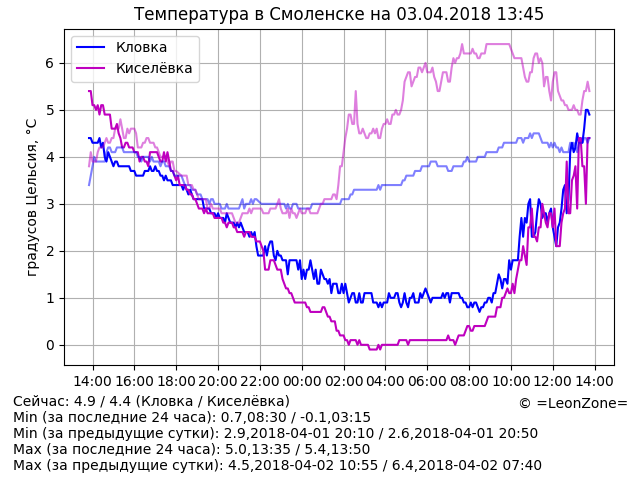 Температура в Смоленске на 03.04.2018 13:45
Кловка
Киселёвка
градусов Цельсия, °C
6
5
4
3
2
1
0
14:00 16:00 18:00 20:00 22:00 00:00 02:00 04:00 06:00 08:00 10:00 12:00 14:00
Сейчас: 4.9 / 4.4 (Кловка / Киселёвка)
© =LeonZone=
Min (за последние 24 часа): 0.7,08:30 / -0.1,03:15
Min (за предыдущие сутки): 2.9,2018-04-01 20:10 / 2.6,2018-04-01 20:50
Max (за последние 24 часа): 5.0,13:35 / 5.4,13:50
Max (за предыдущие сутки): 4.5,2018-04-02 10:55 / 6.4,2018-04-02 07:40